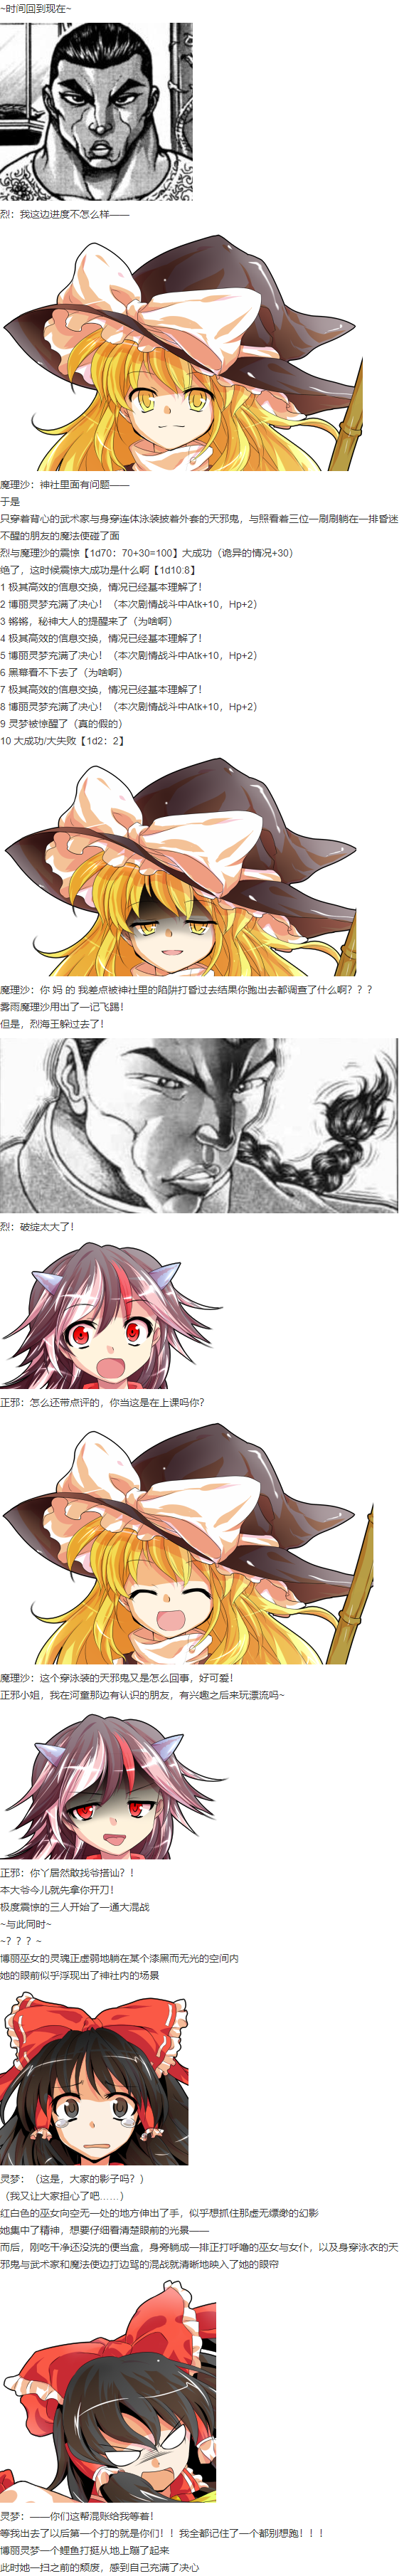 ~时间回到现在~
烈：我这边进度不怎么样——
魔理沙：神社里面有问题——
于是
只穿着背心的武术家与身穿连体泳装披着外套的天邪鬼，与照看着三位一刷刷躺在一排昏迷
不醒的朋友的魔法使碰了面
烈与魔理沙的震惊【1d70：70+30=100】大成功（诡异的情况+30）
绝了，这时候震惊大成功是什么啊【1d10:8】
1 极其高效的信息交换，情况已经基本理解了！
2 博丽灵梦充满了决心！（本次剧情战斗中Atk+10，Hp+2）
3 锵锵，秘神大人的提醒来了（为啥啊）
4 极其高效的信息交换，情况已经基本理解了！
5 博丽灵梦充满了决心！（本次剧情战斗中Atk+10，Hp+2）
6 黑幕看不下去了（为啥啊）
7 极其高效的信息交换，情况已经基本理解了！
8 博丽灵梦充满了决心！（本次剧情战斗中Atk+10，Hp+2）
9 灵梦被惊醒了（真的假的）
10 大成功/大失败【1d2：2】
魔理沙：你 妈 的 我差点被神社里的陷阱打昏过去结果你跑出去都调查了什么啊？？？
雾雨魔理沙用出了一记飞踢！
但是，烈海王躲过去了！
烈：破绽太大了！
正邪：怎么还带点评的，你当这是在上课吗你？
魔理沙：这个穿泳装的天邪鬼又是怎么回事，好可爱！
正邪小姐，我在河童那边有认识的朋友，有兴趣之后来玩漂流吗~
正邪：你丫居然敢找爷搭讪？！
本大爷今儿就先拿你开刀！
极度震惊的三人开始了一通大混战
~与此同时~
~？？？~
博丽巫女的灵魂正虚弱地躺在某个漆黑而无光的空间内
她的眼前似乎浮现出了神社内的场景
灵梦：（这是，大家的影子吗？）
（我又让大家担心了吧……）
红白色的巫女向空无一处的地方伸出了手，似乎想抓住那虚无缥缈的幻影
她集中了精神，想要仔细看清楚眼前的光景——
而后，刚吃干净还没洗的便当盒，身旁躺成一排正打呼噜的巫女与女仆，以及身穿泳衣的天
邪鬼与武术家和魔法使边打边骂的混战就清晰地映入了她的眼帘
灵梦：——你们这帮混账给我等着！
等我出去了以后第一个打的就是你们！！我全都记住了一个都别想跑！！！
博丽灵梦一个鲤鱼打挺从地上蹦了起来
此时她一扫之前的颓废，感到自己充满了决心